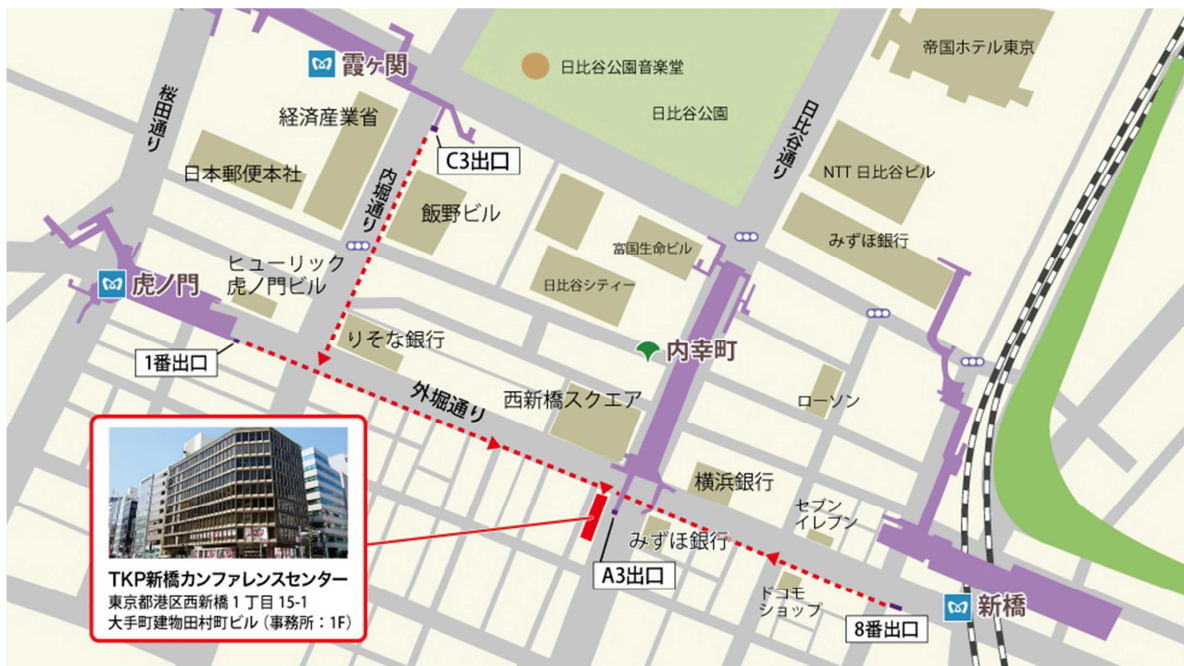 帝国ホテル東京
霞ヶ関
日比谷公園音楽堂
桜田通り
経済産業省
日比谷公園
日比谷通り
C3出口
日本郵便本社
内堀通り
NTT 日比谷ビル
飯野ビル
みずほ銀行
富国生命ビル
ヒューリック
虎ノ門ビル
虎ノ門
日比谷シティー
りそな銀行
内幸町
1番出口
外堀通り
西新橋スクエア
ローソン
横浜銀行
セブン
イレブン
みずほ銀行
A3出口
TKP新橋カンファレンスセンター
東京都港区西新橋1丁目15-1
大手町建物田村町ビル(事務所:1F)
ドコモ
ショップ
新橋
8番出口